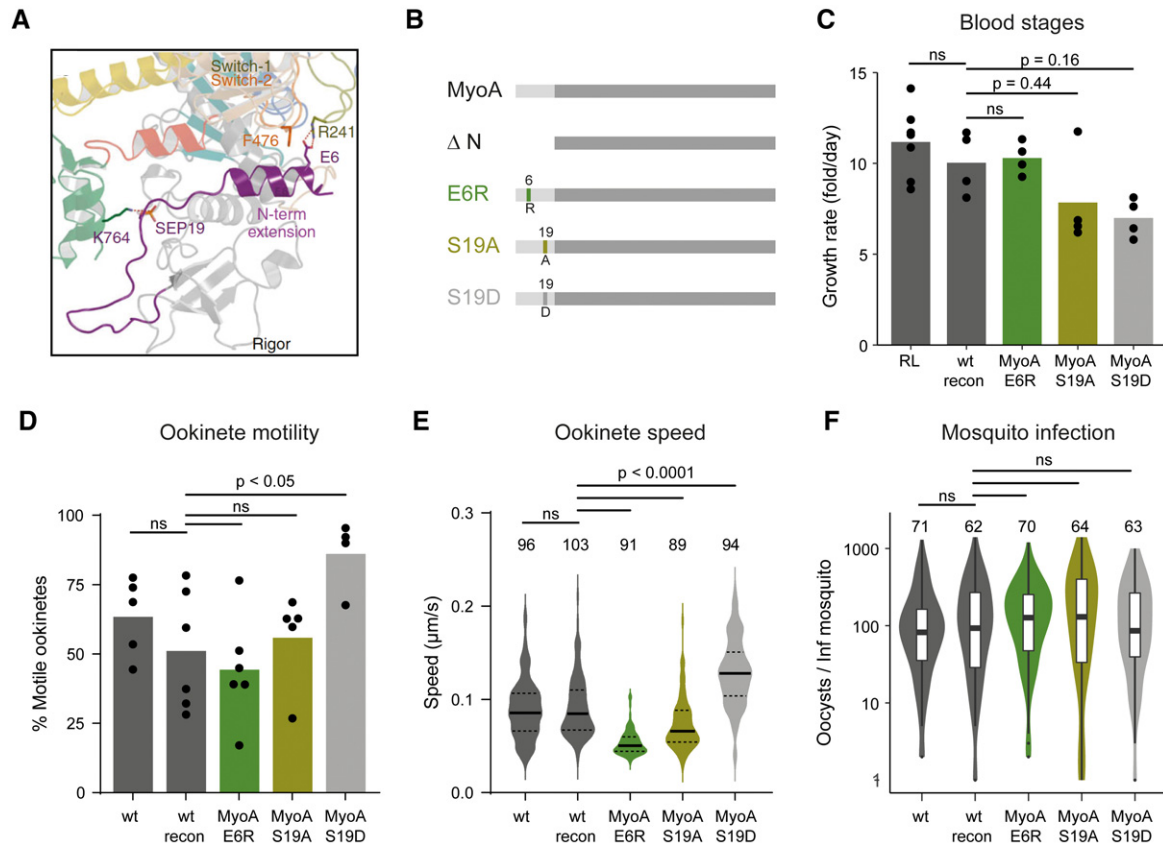 A
Switch-1
Switch-2
R241
F476
E6
N-term
extension
K764
SEP19
Rigor
B
MyoA
Δ N
E6R
6
R
S19A
19
A
S19D
19
D
C
Blood stages
ns
p = 0.16
p = 0.44
ns
Growth rate (fold/day)
15
10
5
0
RL
wt
recon
MyoA
E6R
MyoA
S19A
MyoA
S19D
D
Ookinete motility
p < 0.05
ns
ns
% Motile ookinetes
100
75
50
25
0
wt
wt
recon
MyoA
E6R
MyoA
S19A
MyoA
S19D
E
Ookinete speed
p < 0.0001
ns
96 103 91 89 94
Speed (μm/s)
0.3
0.2
0.1
0.0
wt
wt
recon
MyoA
E6R
MyoA
S19A
MyoA
S19D
F
Mosquito infection
ns
ns
71 62 70 64 63
Oocysts / Inf mosquito
1000
100
10
1
wt
wt
recon
MyoA
E6R
MyoA
S19A
MyoA
S19D